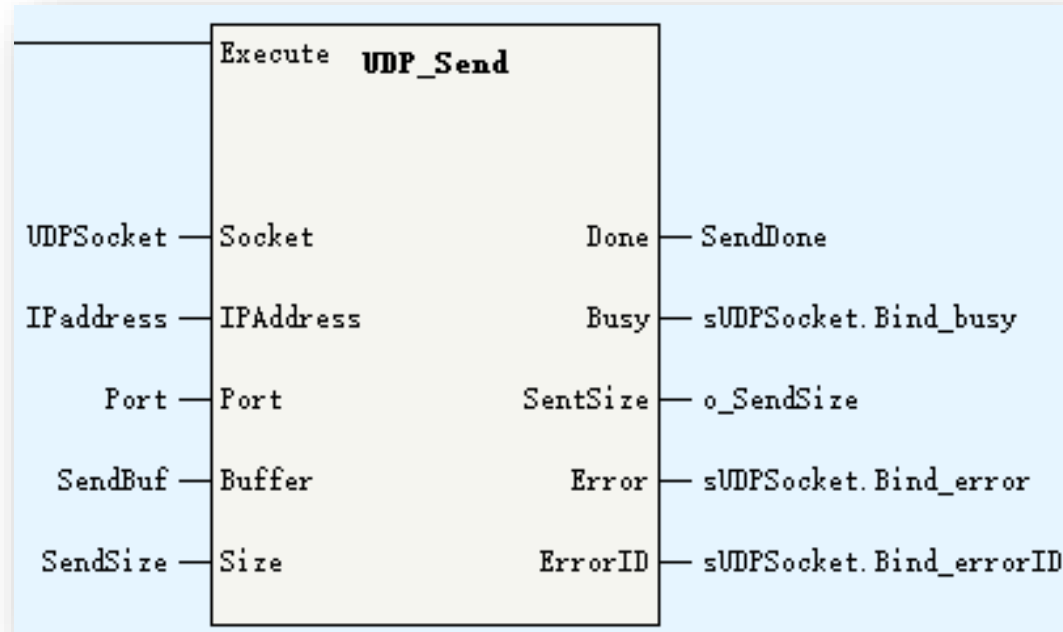 Execute UDP_Send
UDPSocket Socket Done SendDone
IPaddress IPAddress Busy sUDPSocket.Bind_busy
Port Port SentSize o_SendSize
SendBuf Buffer Error sUDPSocket.Bind_error
SendSize Size ErrorID sUDPSocket.Bind_errorID